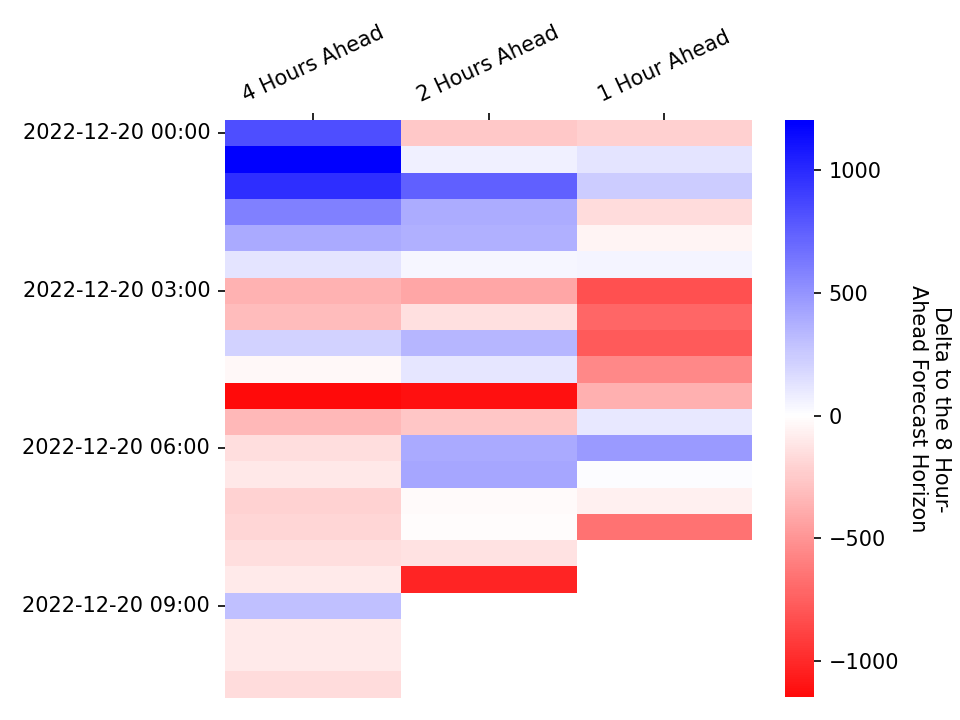 4 Hours Ahead
2 Hours Ahead
1 Hour Ahead
2022-12-20 00:00
2022-12-20 03:00
2022-12-20 06:00
2022-12-20 09:00
1000
500
0
−500
−1000
Delta to the 8 Hour-
Ahead Forecast Horizon